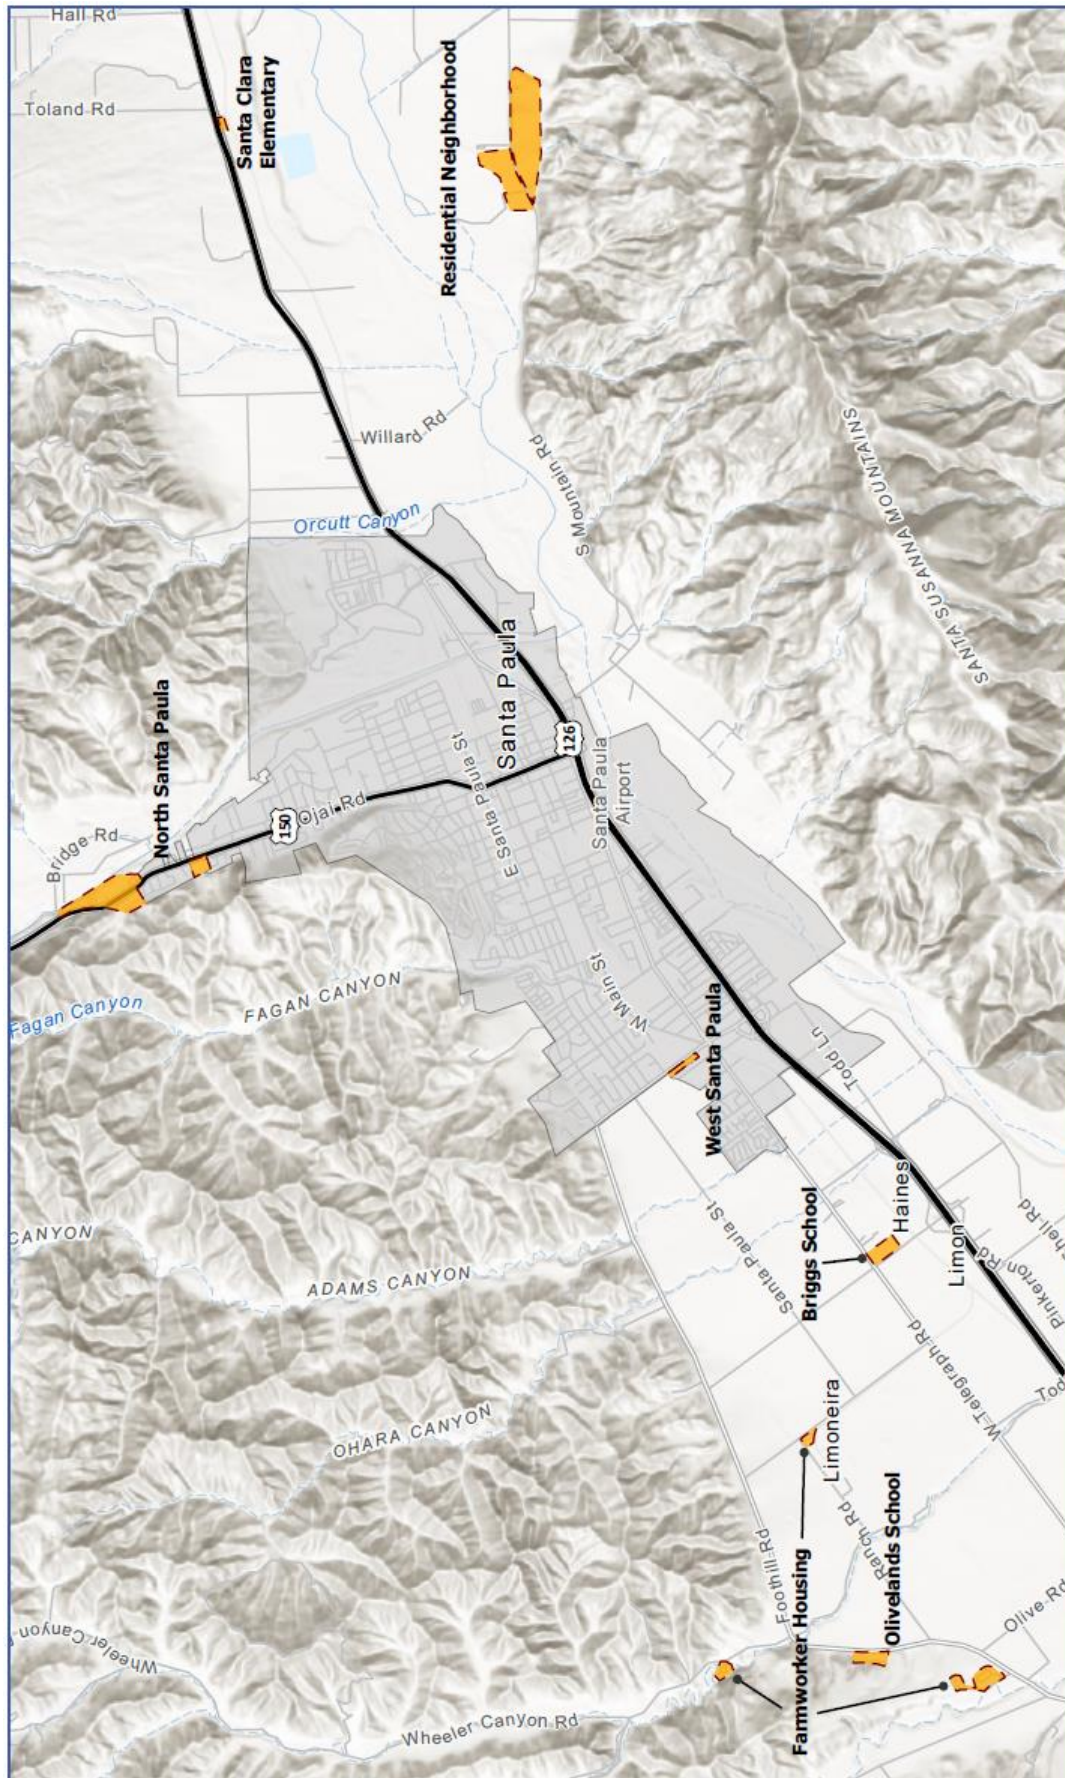 Hall Rd
Toland Rd
Santa Clara
Elementary
Residential Neighborhood
Willard Rd
Orcutt Canyon
S Mountain Rd
SANTA SUSANNA MOUNTAINS
North Santa Paula
Bridge Rd
150
Ojai Rd
E Santa Paula St
Santa Paula
126
Santa Paula
Airport
Fagan Canyon
FAGAN CANYON
W Main St
West Santa Paula
Todd Ln
CANYON
ADAMS CANYON
Santa Paula St
Briggs School
Haines
Limon
Pinkerton Rd
shell Rd
OHARA CANYON
Limoneira
W Telegraph Rd
Tod
Foothill Rd
Ranch Rd
Farmworker Housing
Olivelands School
Olive Rd
Wheeler Canyon
Wheeler Canyon Rd